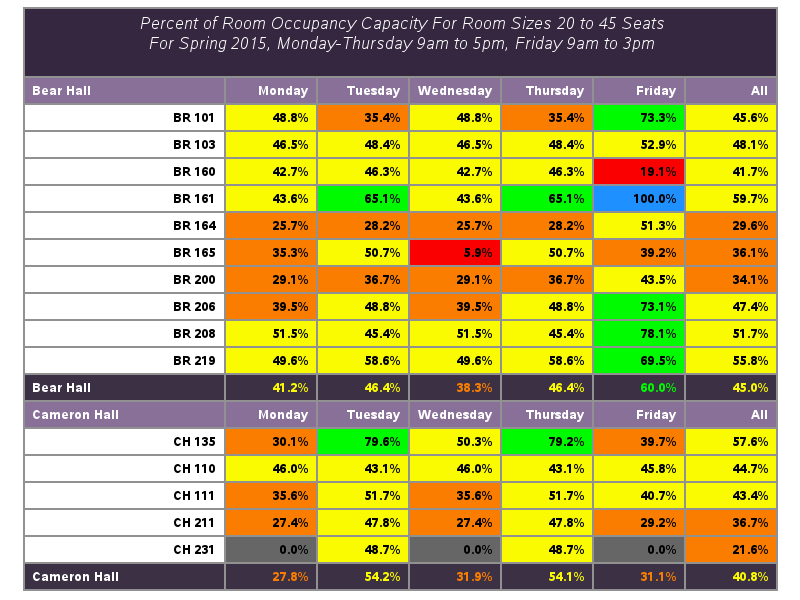 Percent of Room Occupancy Capacity For Room Sizes 20 to 45 Seats
For Spring 2015, Monday-Thursday 9am to 5pm, Friday 9am to 3pm
Bear Hall Monday Tuesday Wednesday Thursday Friday All
BR 101 48.8% 35.4% 48.8% 35.4% 73.3% 45.6%
BR 103 46.5% 48.4% 46.5% 48.4% 52.9% 48.1%
BR 160 42.7% 46.3% 42.7% 46.3% 19.1% 41.7%
BR 161 43.6% 65.1% 43.6% 65.1% 100.0% 59.7%
BR 164 25.7% 28.2% 25.7% 28.2% 51.3% 29.6%
BR 165 35.3% 50.7% 5.9% 50.7% 39.2% 36.1%
BR 200 29.1% 36.7% 29.1% 36.7% 43.5% 34.1%
BR 206 39.5% 48.8% 39.5% 48.8% 73.1% 47.4%
BR 208 51.5% 45.4% 51.5% 45.4% 78.1% 51.7%
BR 219 49.6% 58.6% 49.6% 58.6% 69.5% 55.8%
Bear Hall 41.2% 46.4% 38.3% 46.4% 60.0% 45.0%
Cameron Hall Monday Tuesday Wednesday Thursday Friday All
CH 135 30.1% 79.6% 50.3% 79.2% 39.7% 57.6%
CH 110 46.0% 43.1% 46.0% 43.1% 45.8% 44.7%
CH 111 35.6% 51.7% 35.6% 51.7% 40.7% 43.4%
CH 211 27.4% 47.8% 27.4% 47.8% 29.2% 36.7%
CH 231 0.0% 48.7% 0.0% 48.7% 0.0% 21.6%
Cameron Hall 27.8% 54.2% 31.9% 54.1% 31.1% 40.8%